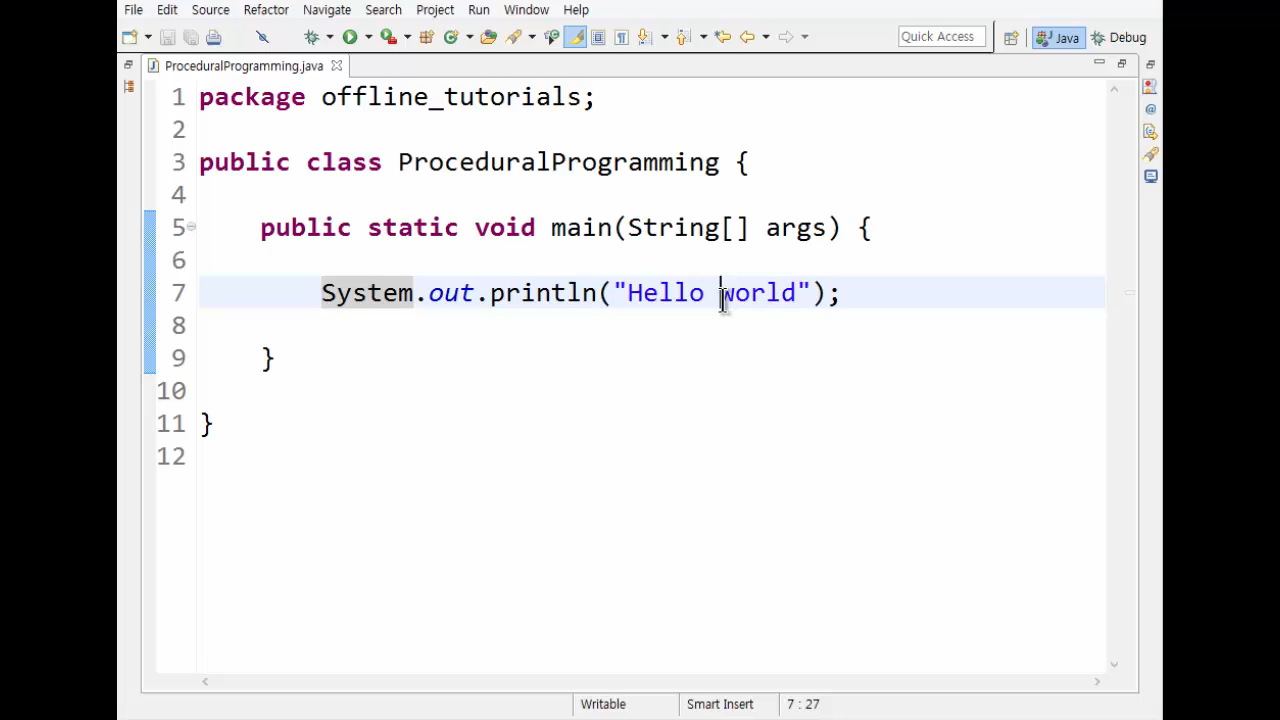 File Edit Source Refactor Navigate Search Project Run Window Help
Quick Access Java Debug
ProceduralProgramming.java
1 package offline_tutorials;
2
3 public class ProceduralProgramming {
4
5 public static void main(String[] args) {
6
7 System.out.println("Hello world");
8
9 }
10
11 }
12
Writable Smart Insert 7 : 27